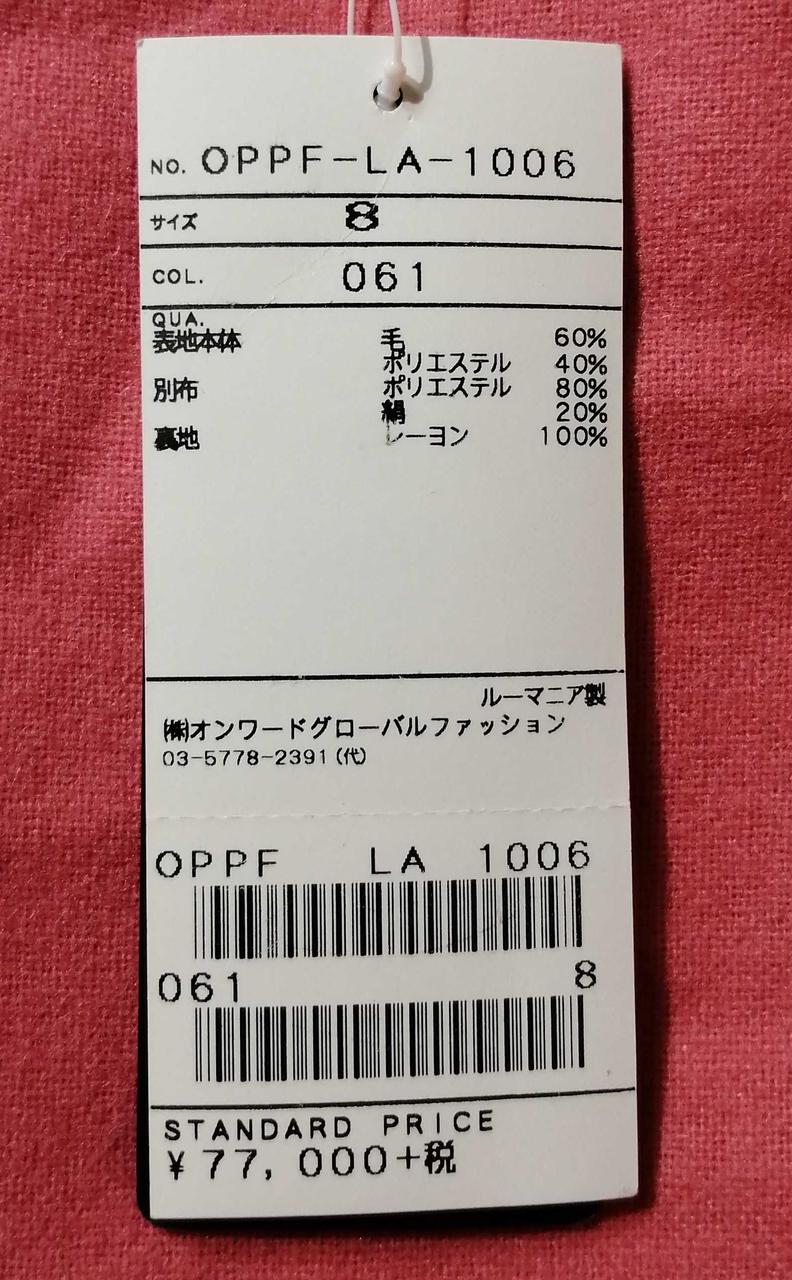 NO. OPPF-LA-1006
サイズ 8
COL. 061
QUA.
表地本体 毛 60%
ポリエステル 40%
別布 ポリエステル 80%
絹 20%
裏地 レーヨン 100%
ルーマニア製
㈱オンワードグローバルファッション
03-5778-2391(代)
OPPF LA 1006
061 8
STANDARD PRICE
¥77,000+税